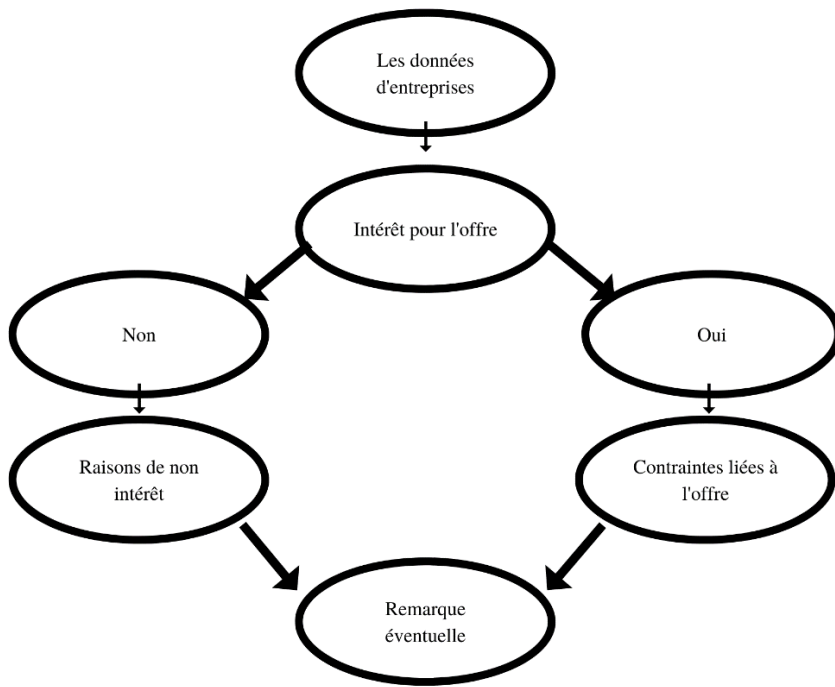 Les données
d'entreprises
Intérêt pour l'offre
Non
Oui
Raisons de non
intérêt
Contraintes liées à
l'offre
Remarque
éventuelle